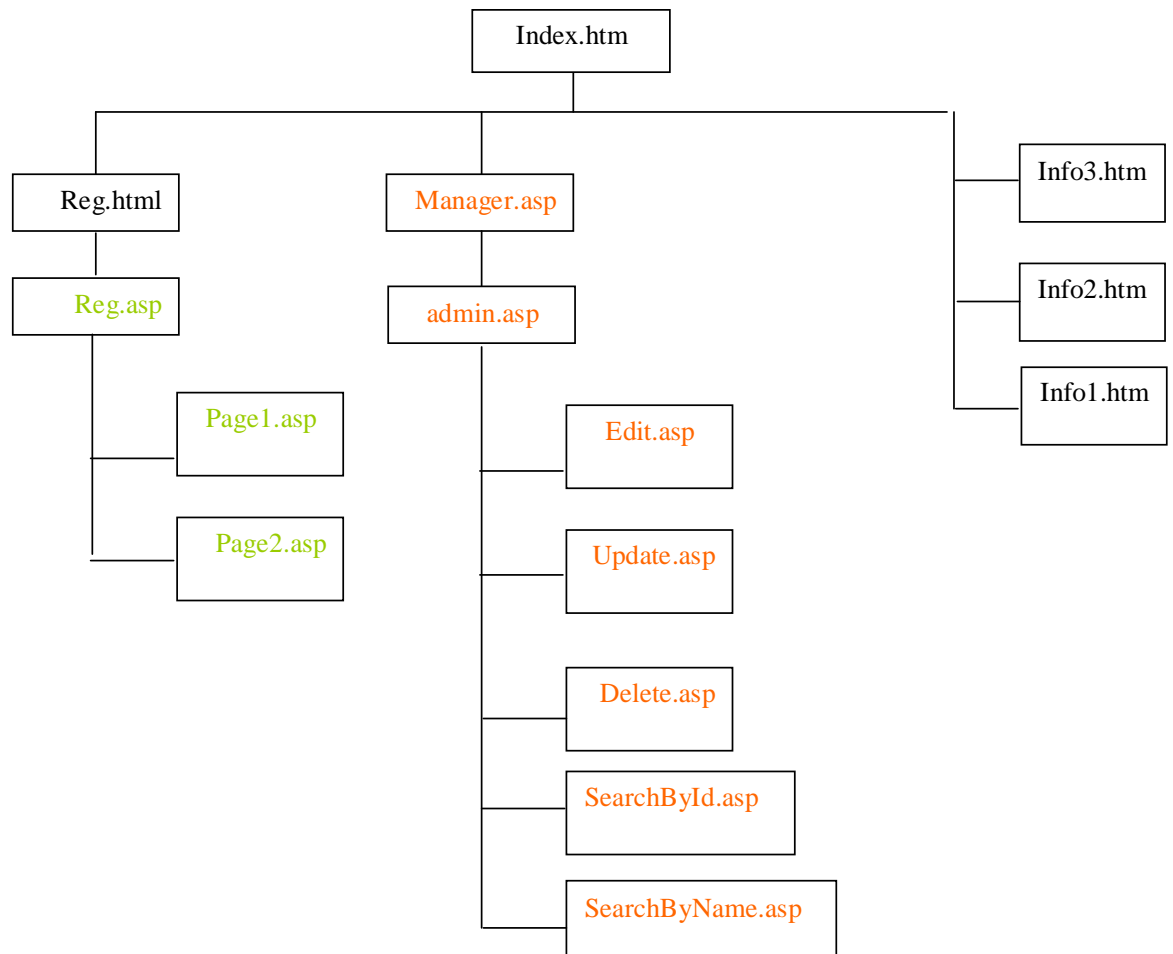 Index.htm
Reg.html
Manager.asp
Info3.htm
Reg.asp
admin.asp
Info2.htm
Page1.asp
Edit.asp
Info1.htm
Page2.asp
Update.asp
Delete.asp
SearchById.asp
SearchByName.asp